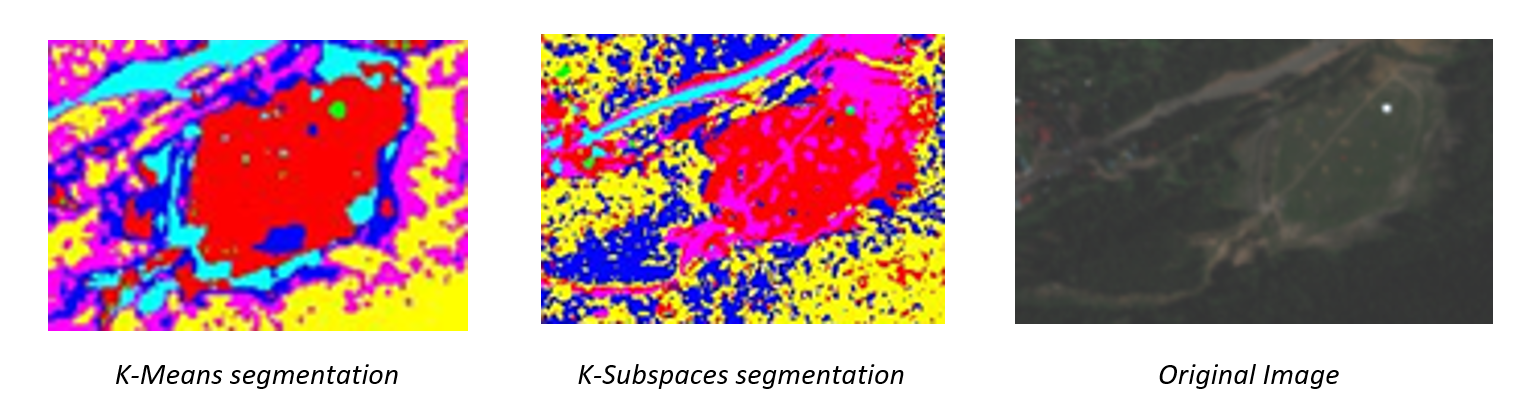 K-Means segmentation
K-Subspaces segmentation
Original Image